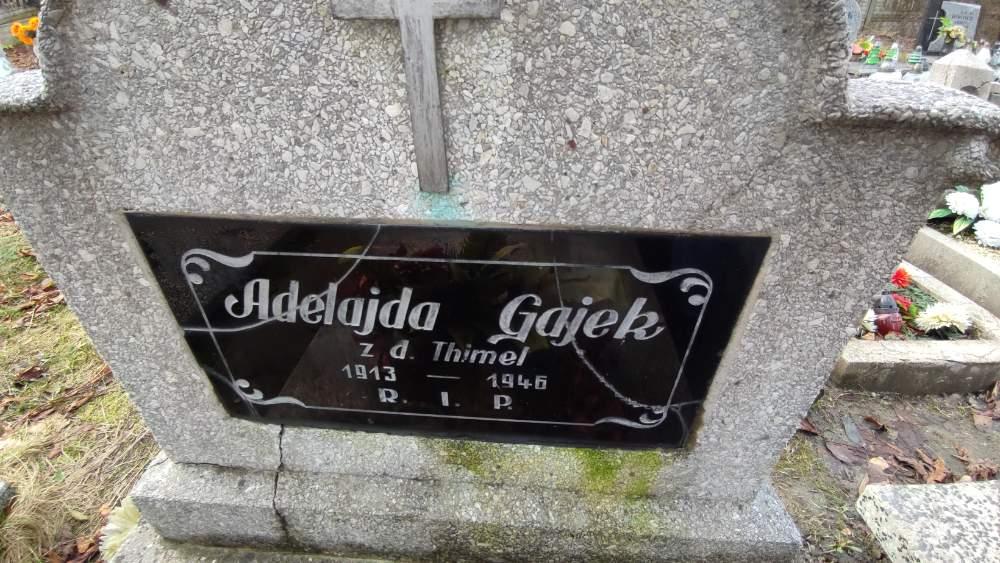 Adelajda Gajek
z d. Thimel
1913 — 1946
R. I. P.